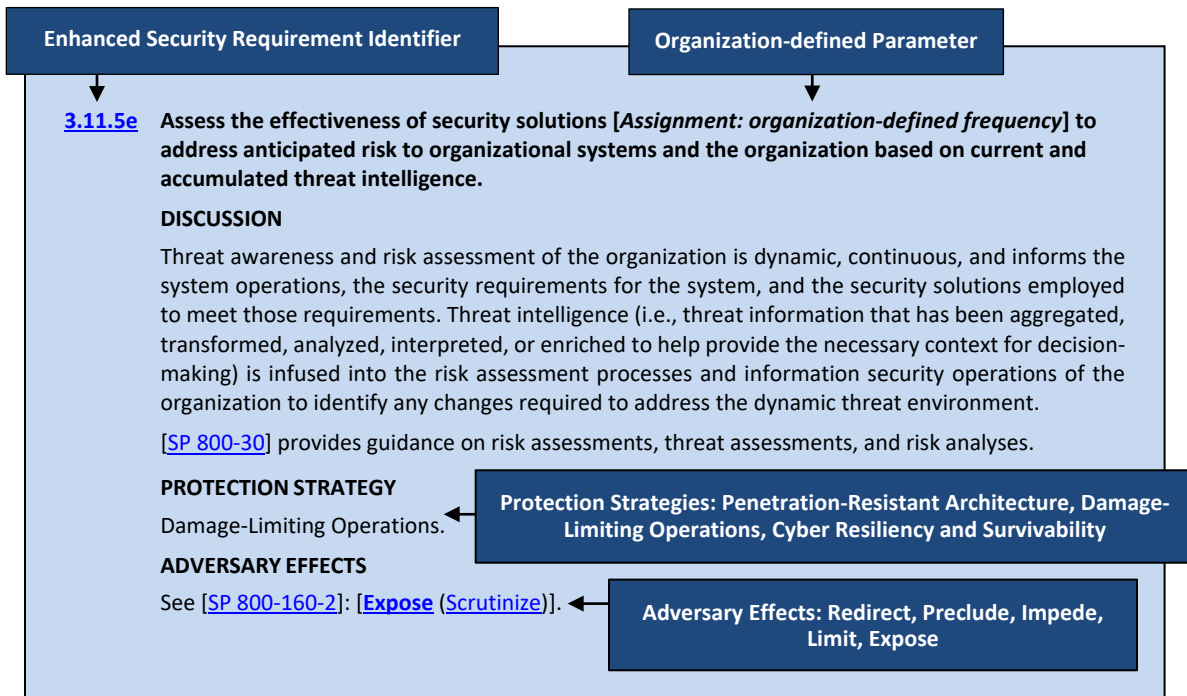 Enhanced Security Requirement Identifier
Organization-defined Parameter
3.11.5e Assess the effectiveness of security solutions [Assignment: organization-defined frequency] to
address anticipated risk to organizational systems and the organization based on current and
accumulated threat intelligence.
DISCUSSION
Threat awareness and risk assessment of the organization is dynamic, continuous, and informs the
system operations, the security requirements for the system, and the security solutions employed
to meet those requirements. Threat intelligence (i.e., threat information that has been aggregated,
transformed, analyzed, interpreted, or enriched to help provide the necessary context for decision-
making) is infused into the risk assessment processes and information security operations of the
organization to identify any changes required to address the dynamic threat environment.
[SP 800-30] provides guidance on risk assessments, threat assessments, and risk analyses.
PROTECTION STRATEGY
Damage-Limiting Operations.
Protection Strategies: Penetration-Resistant Architecture, Damage-
Limiting Operations, Cyber Resiliency and Survivability
ADVERSARY EFFECTS
See [SP 800-160-2]: [Expose (Scrutinize)].
Adversary Effects: Redirect, Preclude, Impede,
Limit, Expose